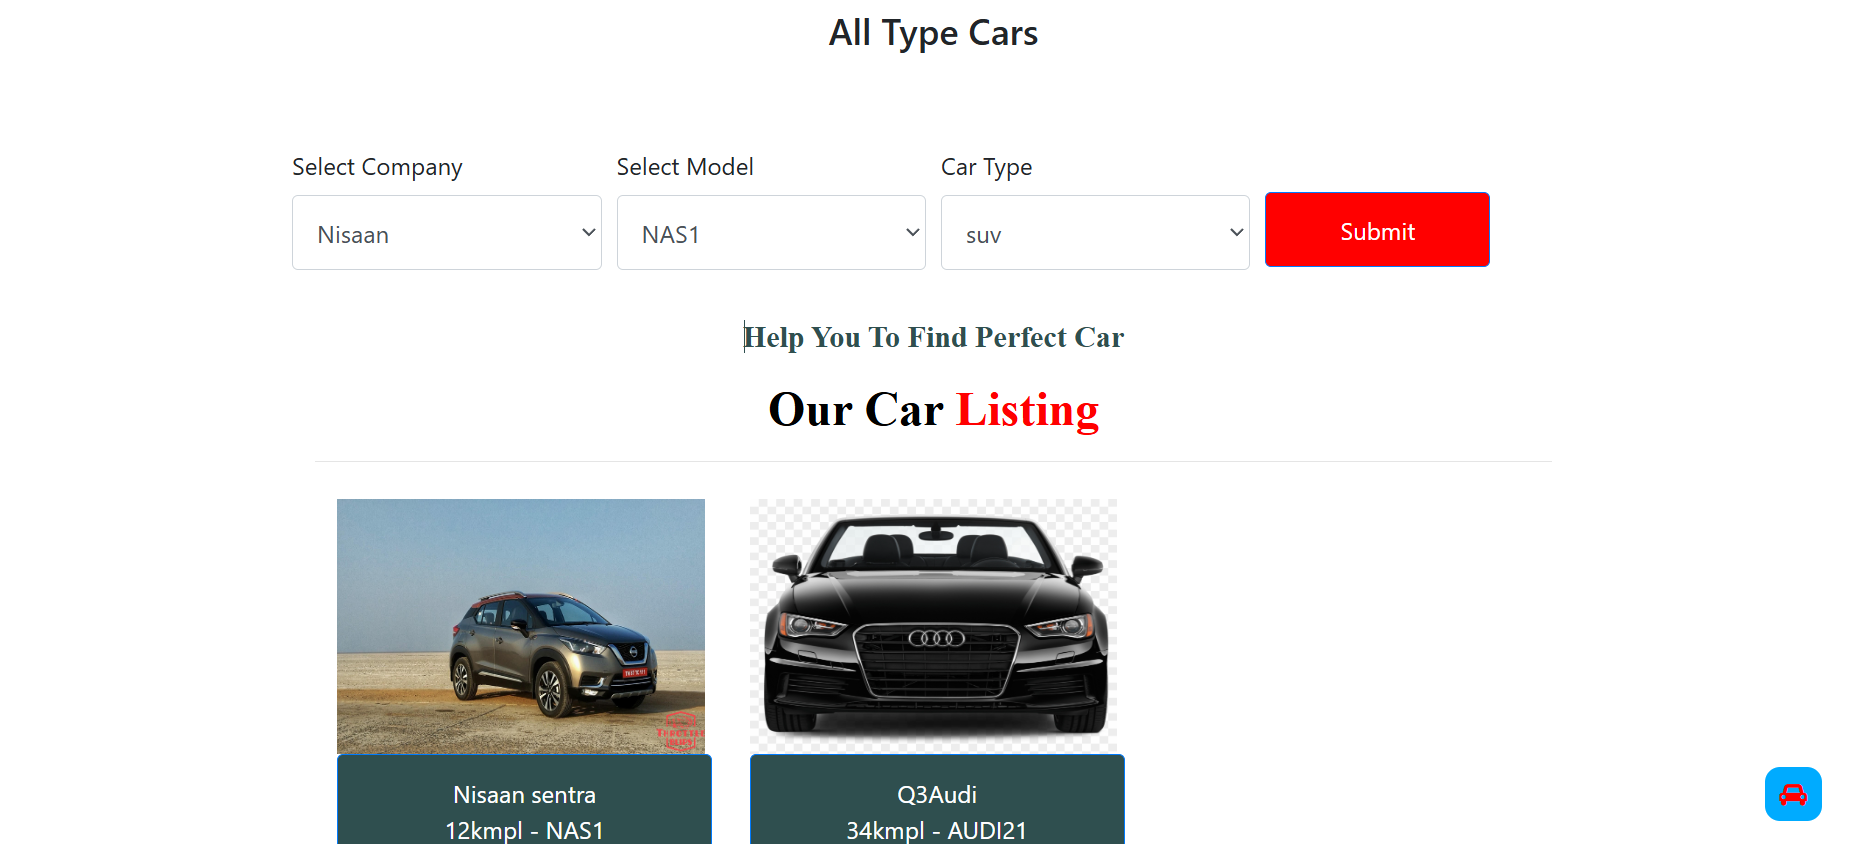 All Type Cars
Select Company
Select Model
Car Type
Nisaan
NAS1
suv
Submit
Help You To Find Perfect Car
Our Car Listing
Nisaan sentra
12kmpl - NAS1
Q3Audi
34kmpl - AUDI21